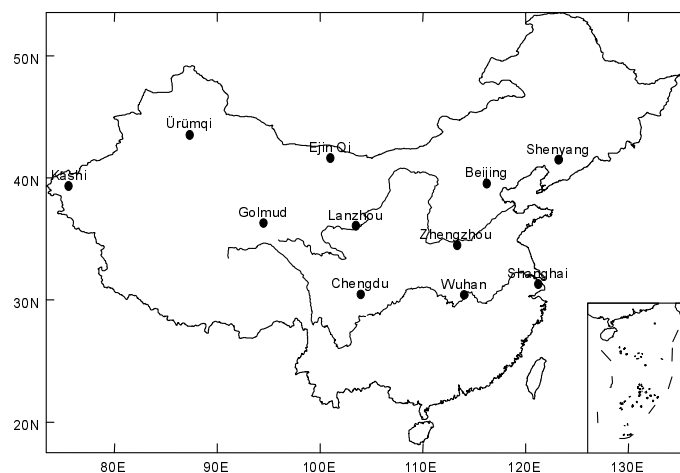 50N
Ürümqi
Ejin Qi
Shenyang
Beijing
Kashi
40N
Golmud
Lanzhou
Zhengzhou
Shanghai
Chengdu
Wuhan
30N
20N
80E
90E
100E
110E
120E
130E